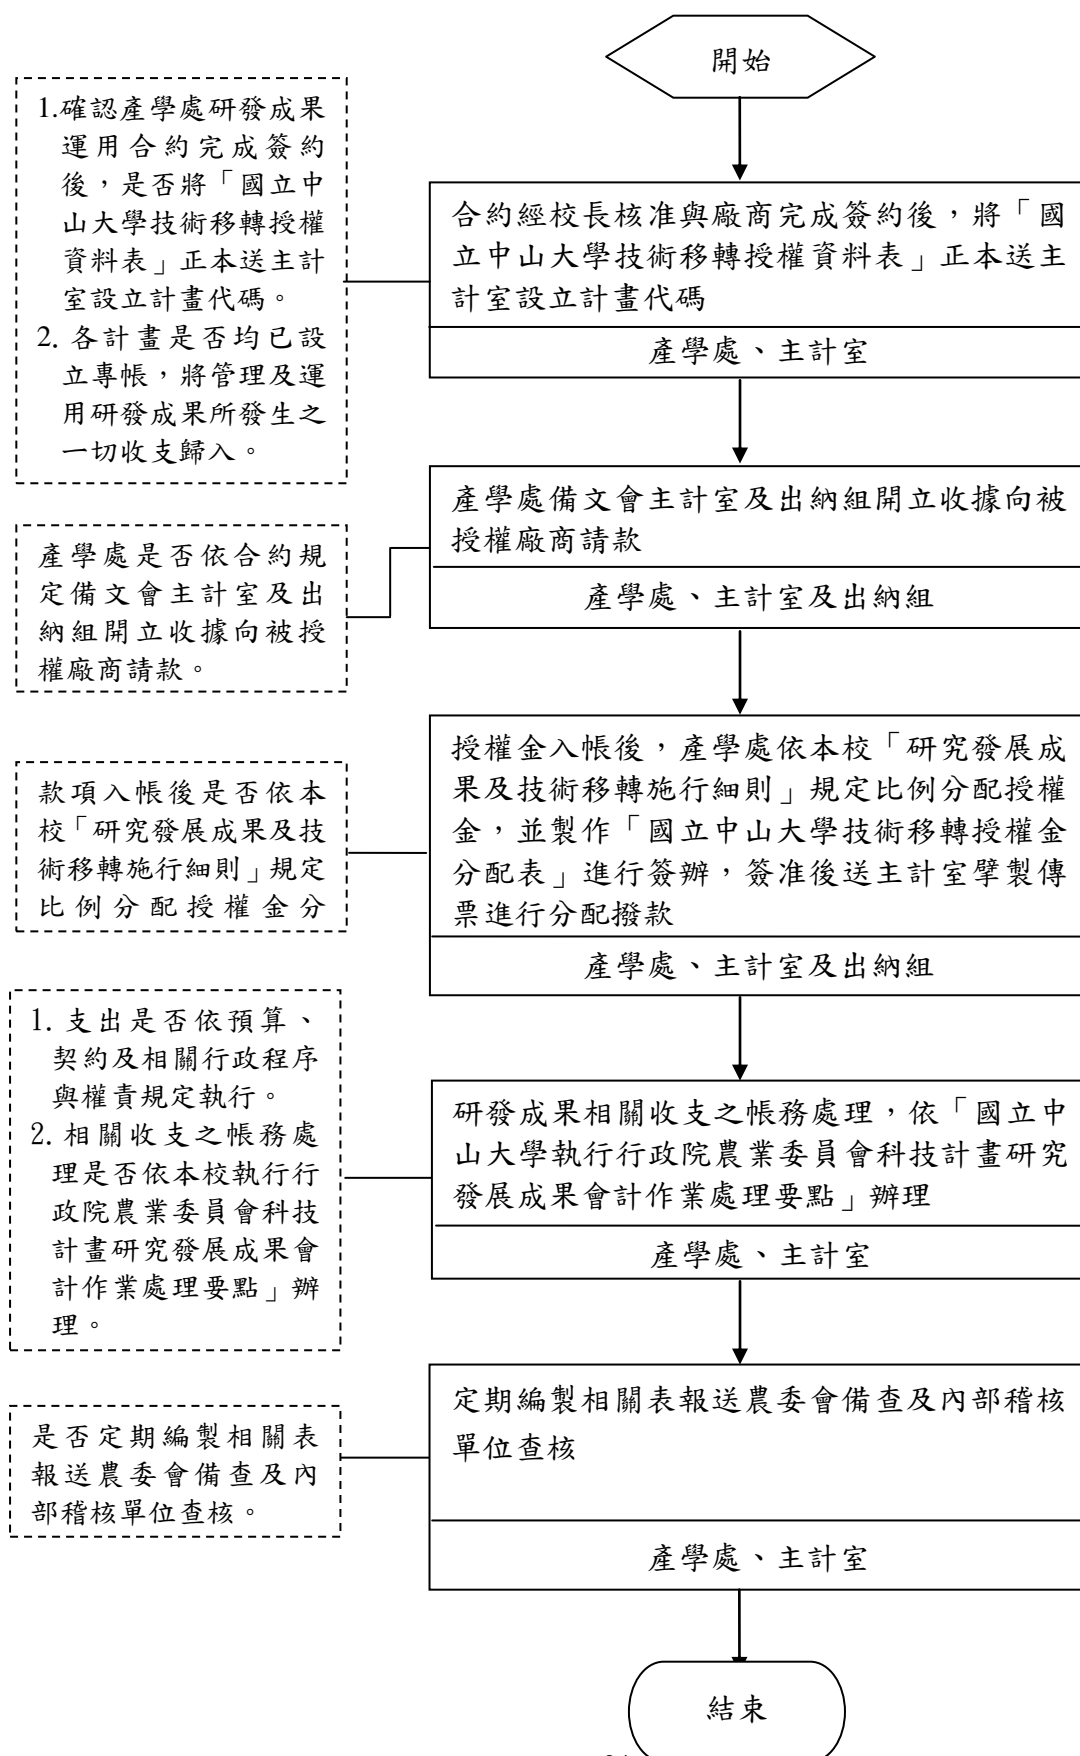 開始
1.確認產學處研發成果
運用合約完成簽約
後，是否將「國立中
山大學技術移轉授權
資料表」正本送主計
室設立計畫代碼。
2. 各計畫是否均已設
立專帳，將管理及運
用研發成果所發生之
一切收支歸入。
合約經校長核准與廠商完成簽約後，將「國
立中山大學技術移轉授權資料表」正本送主
計室設立計畫代碼
產學處、主計室
產學處是否依合約規
定備文會主計室及出
納組開立收據向被授
權廠商請款。
產學處備文會主計室及出納組開立收據向被
授權廠商請款
產學處、主計室及出納組
款項入帳後是否依本
校「研究發展成果及技
術移轉施行細則」規定
比例分配授權金分
授權金入帳後，產學處依本校「研究發展成
果及技術移轉施行細則」規定比例分配授權
金，並製作「國立中山大學技術移轉授權金
分配表」進行簽辦，簽准後送主計室擘製傳
票進行分配撥款
產學處、主計室及出納組
1. 支出是否依預算、
契約及相關行政程序
與權責規定執行。
2. 相關收支之帳務處
理是否依本校執行行
政院農業委員會科技
計畫研究發展成果會
計作業處理要點」辦
理。
研發成果相關收支之帳務處理，依「國立中
山大學執行行政院農業委員會科技計畫研究
發展成果會計作業處理要點」辦理
產學處、主計室
是否定期編製相關表
報送農委會備查及內
部稽核單位查核。
定期編製相關表報送農委會備查及內部稽核
單位查核
產學處、主計室
結束